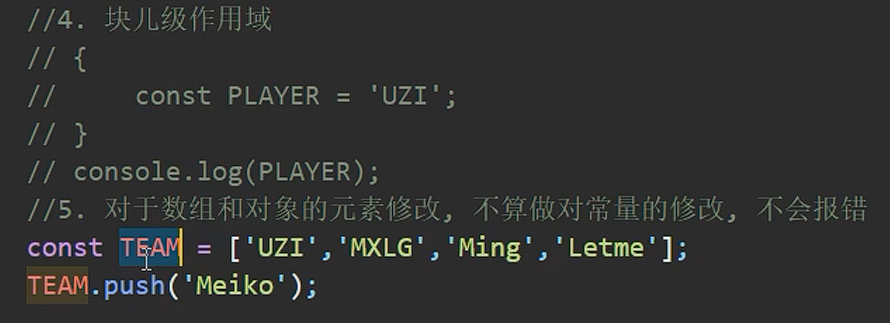 //4. 块儿级作用域
// {
//     const PLAYER = 'UZI';
// }
// console.log(PLAYER);
//5. 对于数组和对象的元素修改, 不算做对常量的修改, 不会报错
const TEAM = ['UZI','MXLG','Ming','Letme'];
TEAM.push('Meiko');